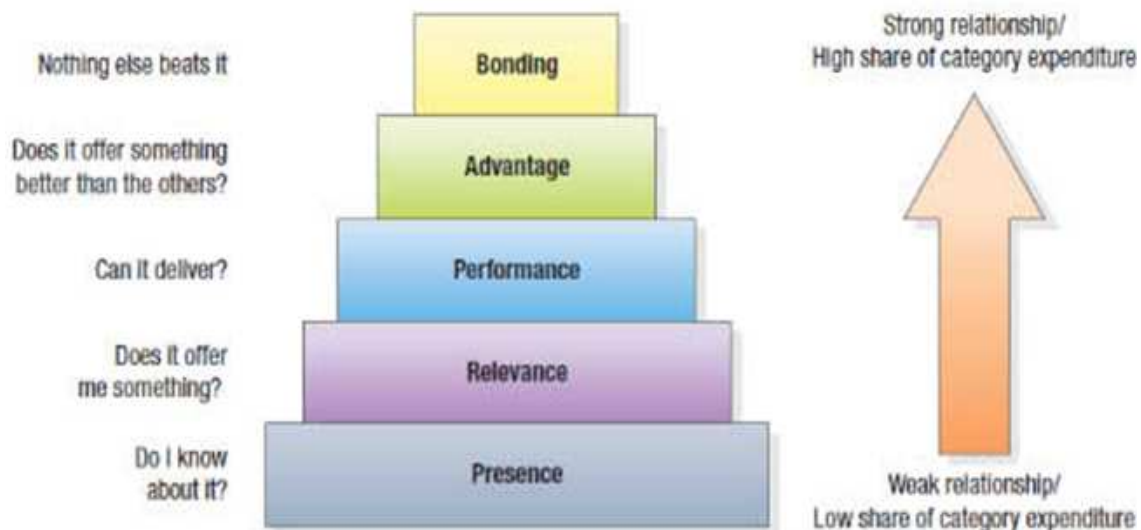 Strong relationship/
High share of category expenditure
Nothing else beats it
Bonding
Does it offer something
better than the others?
Advantage
Can it deliver?
Performance
Does it offer
me something?
Relevance
Do I know
about it?
Presence
Weak relationship/
Low share of category expenditure